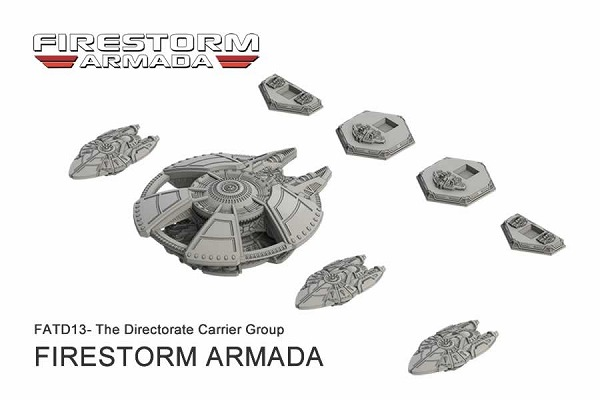 FIRESTORM
ARMADA
FATD13- The Directorate Carrier Group
FIRESTORM ARMADA